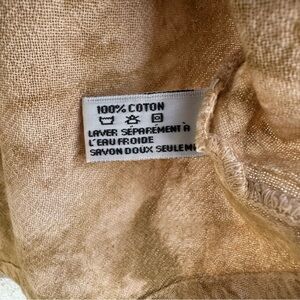 100% COTON
LAVER SÉPARÉMENT À
L'EAU FROIDE
SAVON DOUX SEULEM